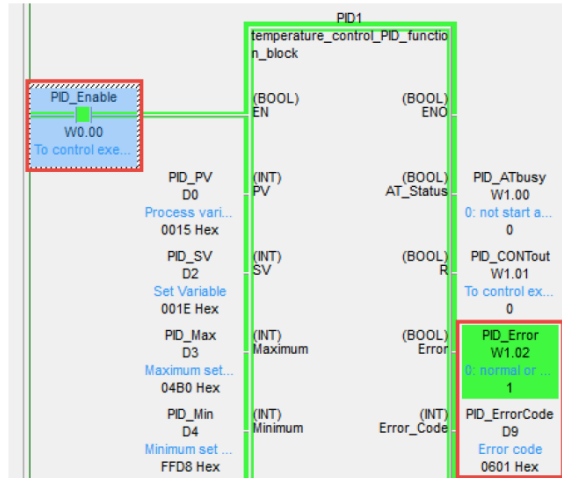 PID1
temperature_control_PID_functio
n_block
PID_Enable
W0.00
To control exe...
(BOOL)
EN
(BOOL)
ENO
PID_PV
D0
Process vari...
0015 Hex
(INT)
PV
(BOOL)
AT_Status
PID_ATbusy
W1.00
0: not start a...
0
PID_SV
D2
Set Variable
001E Hex
(INT)
SV
(BOOL)
R
PID_CONTout
W1.01
To control ex...
0
PID_Max
D3
Maximum set...
04B0 Hex
(INT)
Maximum
(BOOL)
Error
PID_Error
W1.02
0: normal or ...
1
PID_Min
D4
Minimum set ...
FFD8 Hex
(INT)
Minimum
(INT)
Error_Code
PID_ErrorCode
D9
Error code
0601 Hex